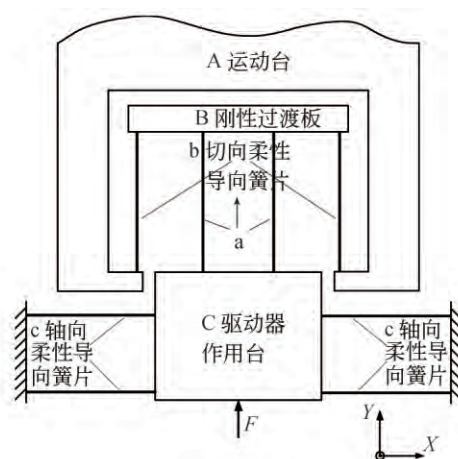 A 运动台
B 刚性过渡板
b 切向柔性
导向簧片
a
C 驱动器
作用台
c 轴向
柔性导
向簧片
c 轴向
柔性导
向簧片
F
Y
X